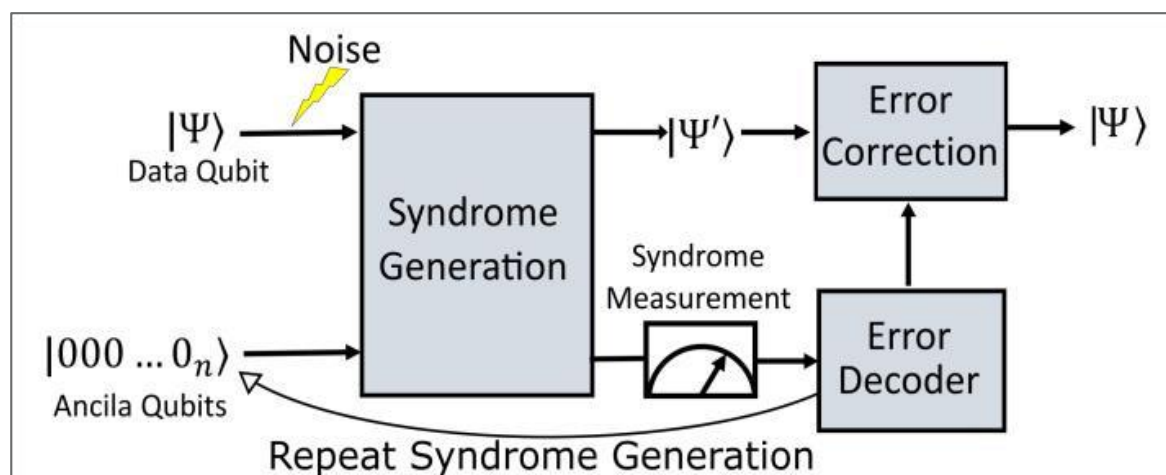 Noise
|Ψ⟩
Data Qubit
Syndrome
Generation
|Ψ'⟩
Error
Correction
|Ψ⟩
Syndrome
Measurement
|000 ... 0ₙ⟩
Ancila Qubits
Error
Decoder
Repeat Syndrome Generation